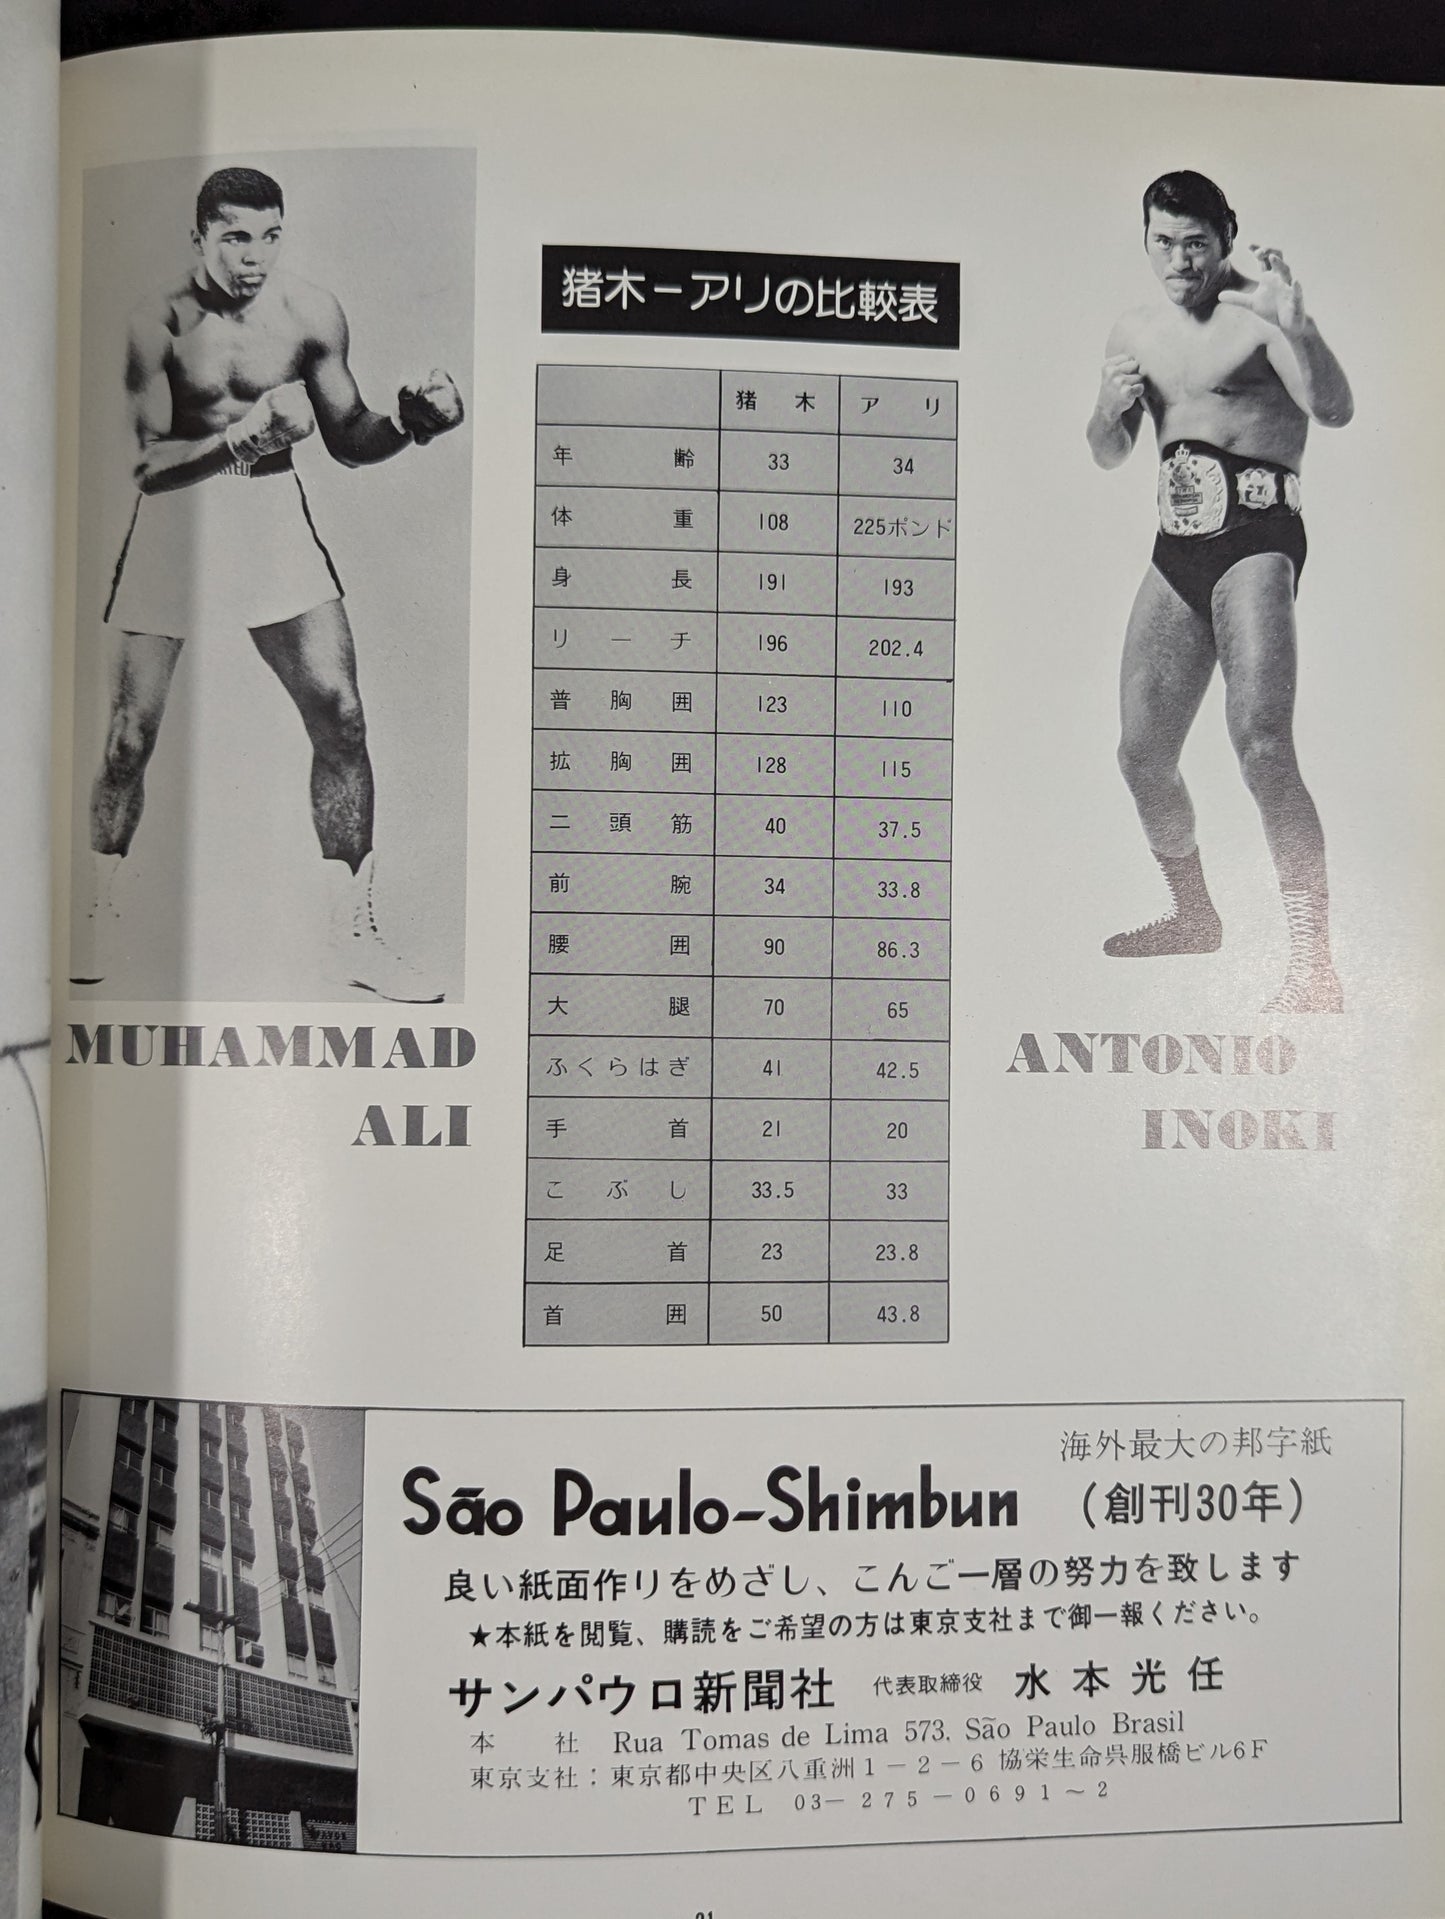 猪木－アリの比較表
猪木 アリ
年齢 33 34
体重 108 225ポンド
身長 191 193
リーチ 196 202.4
普胸囲 123 110
拡胸囲 128 115
二頭筋 40 37.5
前腕 34 33.8
腰囲 90 86.3
大腿 70 65
ふくらはぎ 41 42.5
手首 21 20
こぶし 33.5 33
足首 23 23.8
首囲 50 43.8
MUHAMMAD
ALI
ANTONIO
INOKI
海外最大の邦字紙
São Paulo-Shimbun (創刊30年)
良い紙面作りをめざし、こんご一層の努力を致します
★本紙を閲覧、購読をご希望の方は東京支社まで御一報ください。
サンパウロ新聞社 代表取締役 水本光任
本社 Rua Tomas de Lima 573. São Paulo Brasil
東京支社：東京都中央区八重洲1－2－6 協栄生命呉服橋ビル6F
TEL 03－275－0691～2